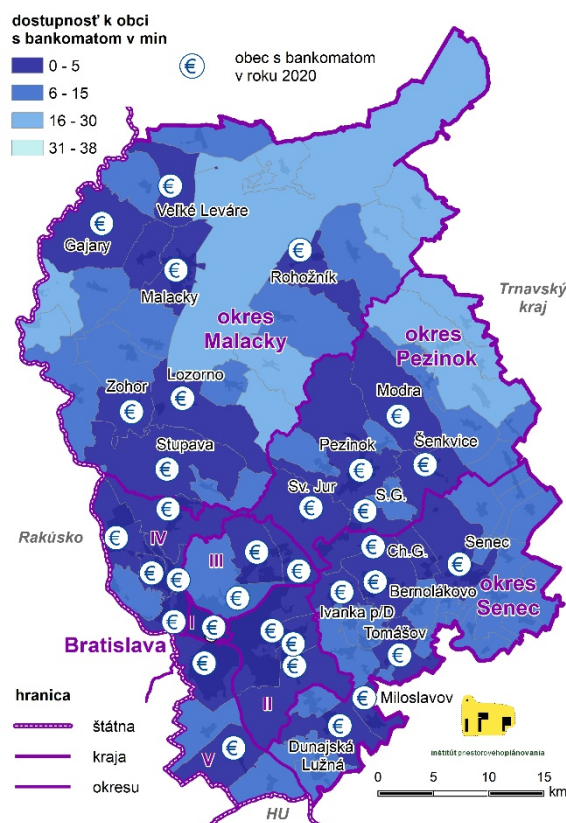 dostupnosť k obci
s bankomatom v min
0 - 5
6 - 15
16 - 30
31 - 38
€ obec s bankomatom
v roku 2020
€
Veľké Leváre
€
Gajary
€
Malacky
€
Rohožník
Trnavský
kraj
okres
Malacky
okres
Pezinok
Lozorno
Zohor
€
€
Modra
€
Stupava
€
Pezinok
€
Šenkvice
€
Sv. Jur
€
S.G.
€
€
Rakúsko
€
IV
III
€
€
€
€
€
Ch.G.
€
Senec
€
Bernolákovo
€
Ivanka p/D
€
okres
Senec
Tomášov
€
Bratislava
€
I
€
€
€
€
€
€
II
Miloslavov
€
Dunajská
Lužná
€
V
€
HU
hranica
štátna
kraja
okresu
inštitút priestorového plánovania
0 5 10 15
km